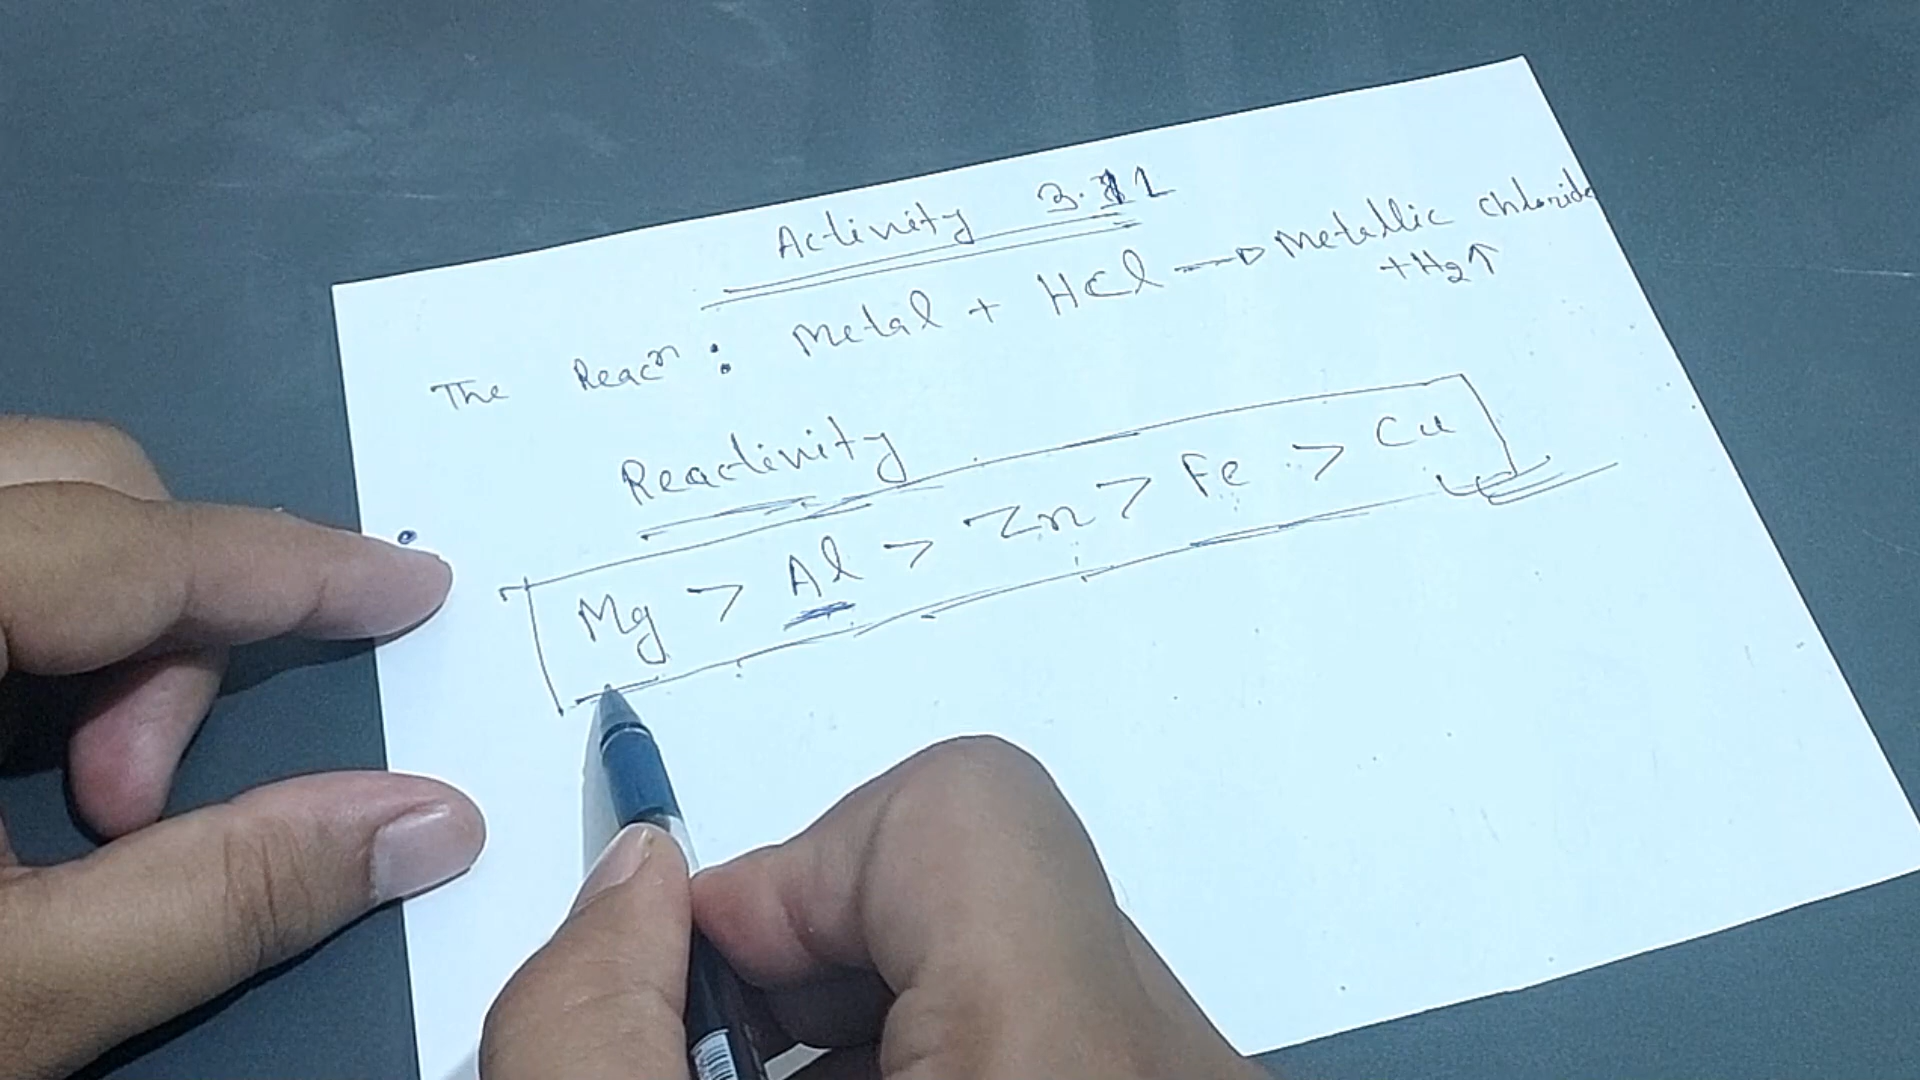 Activity 3.11
The Reacn : Metal + HCl → Metallic chloride
+H2↑
Reactivity
Mg > Al > Zn > Fe > Cu